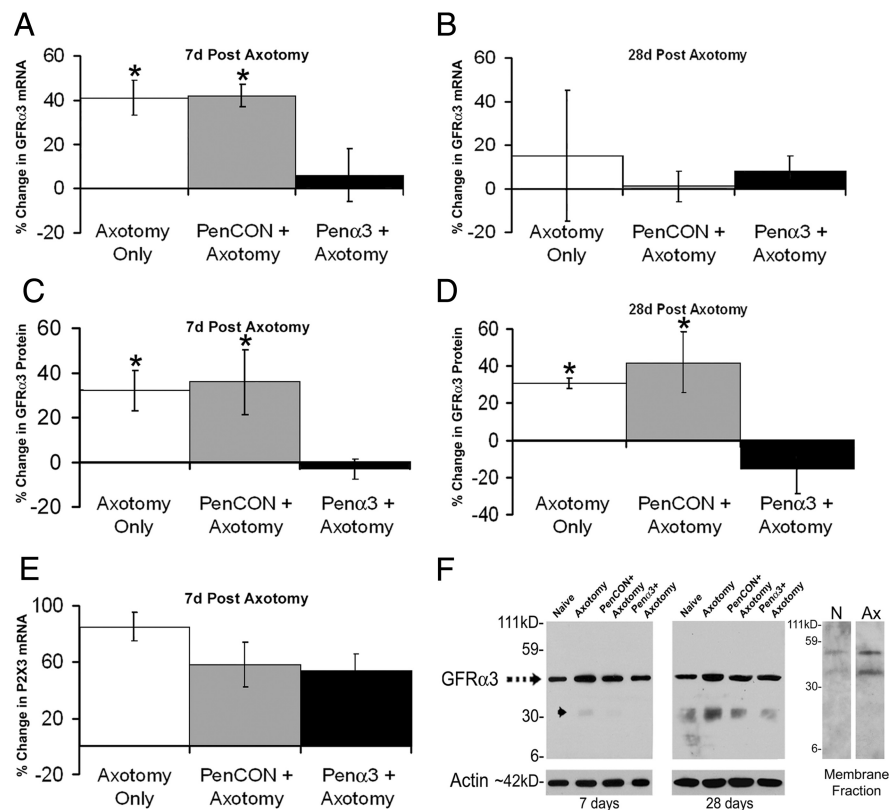 A
7d Post Axotomy
% Change in GFRα3 mRNA
60
40
20
0
-20
*
*
Axotomy Only
PenCON + Axotomy
Penα3 + Axotomy
B
28d Post Axotomy
% Change in GFRα3 mRNA
60
40
20
0
-20
Axotomy Only
PenCON + Axotomy
Penα3 + Axotomy
C
7d Post Axotomy
% Change in GFRα3 Protein
60
40
20
0
-20
*
*
Axotomy Only
PenCON + Axotomy
Penα3 + Axotomy
D
28d Post Axotomy
% Change in GFRα3 Protein
60
40
20
0
-20
-40
*
*
Axotomy Only
PenCON + Axotomy
Penα3 + Axotomy
E
7d Post Axotomy
% Change in P2X3 mRNA
100
60
20
-20
Axotomy Only
PenCON + Axotomy
Penα3 + Axotomy
F
Naive
Axotomy
PenCON+ Axotomy
Penα3+ Axotomy
Naive
Axotomy
PenCON+ Axotomy
Penα3+ Axotomy
N
Ax
111kD-
59-
GFRα3
30-
6-
Actin ~42kD-
7 days
28 days
111kD-
59-
30-
6-
Membrane
Fraction